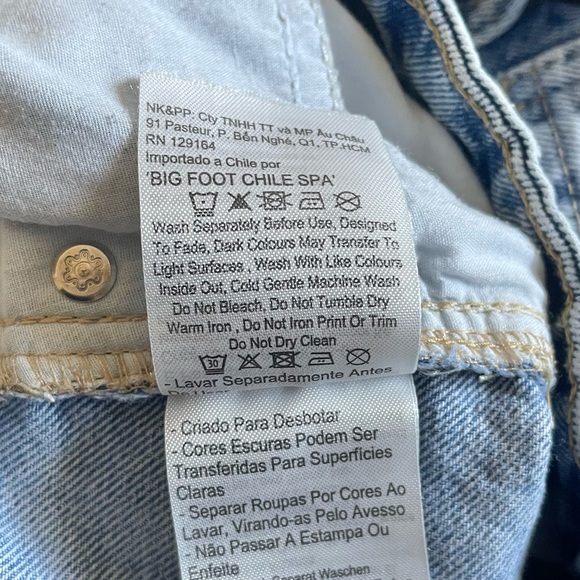 NK&PP: Cty TNHH TT và MP Âu Châu
91 Pasteur, P. Bến Nghé, Q1, TP.HCM
RN 129164
Importado a Chile por
'BIG FOOT CHILE SPA'
Wash Separately Before Use, Designed
To Fade, Dark Colours May Transfer To
Light Surfaces , Wash With Like Colours
Inside Out, Cold Gentle Machine Wash
Do Not Bleach, Do Not Tumble Dry
Warm Iron , Do Not Iron Print Or Trim
Do Not Dry Clean
30
- Lavar Separadamente Antes
- Criado Para Desbotar
- Cores Escuras Podem Ser
Transferidas Para Superfícies
Claras
- Separar Roupas Por Cores Ao
Lavar, Virando-as Pelo Avesso
- Não Passar A Estampa Ou
Enfeite
Separat Waschen